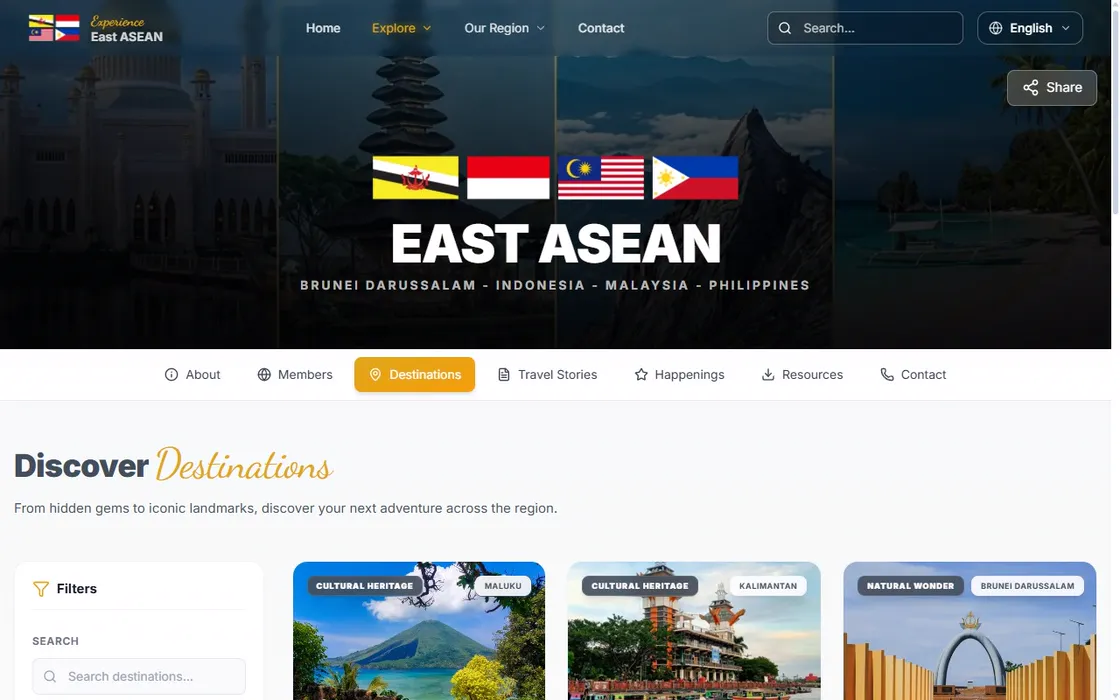 Experience
East ASEAN
Home
Explore
Our Region
Contact
Search...
English
Share
EAST ASEAN
BRUNEI DARUSSALAM - INDONESIA - MALAYSIA - PHILIPPINES
About
Members
Destinations
Travel Stories
Happenings
Resources
Contact
Discover Destinations
From hidden gems to iconic landmarks, discover your next adventure across the region.
Filters
SEARCH
Search destinations...
CULTURAL HERITAGE
MALUKU
CULTURAL HERITAGE
KALIMANTAN
NATURAL WONDER
BRUNEI DARUSSALAM